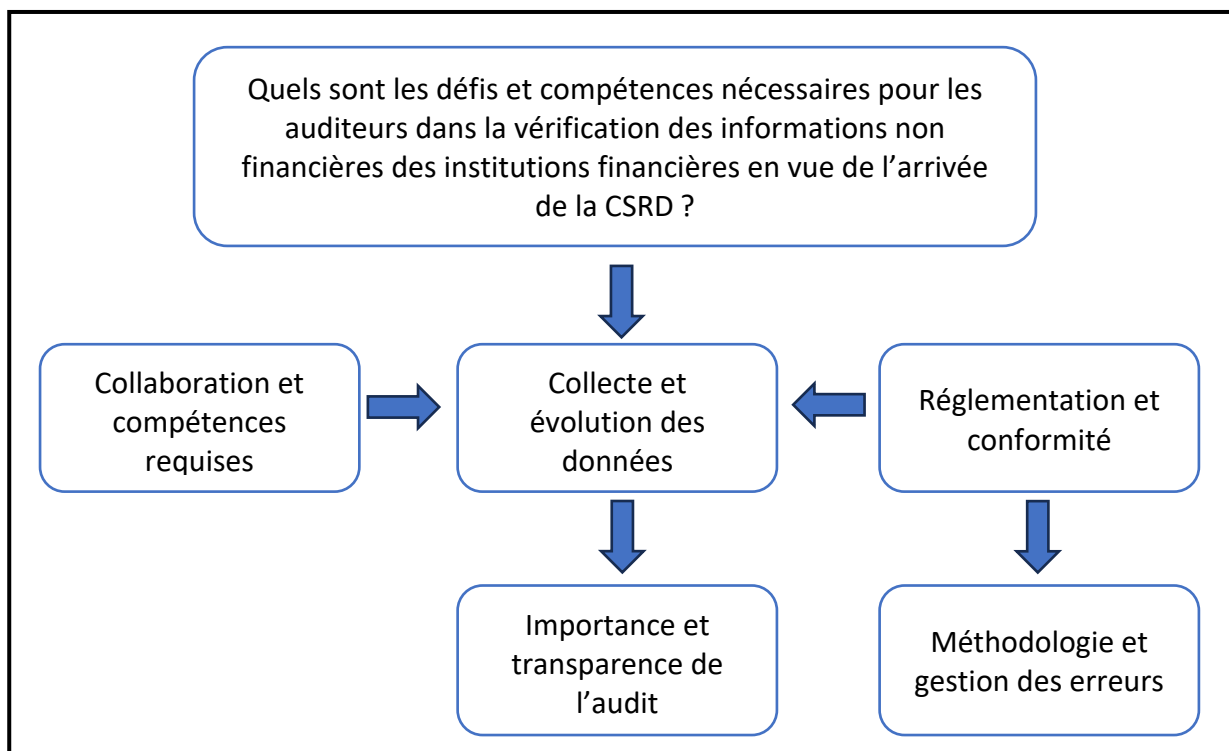 Quels sont les défis et compétences nécessaires pour les
auditeurs dans la vérification des informations non
financières des institutions financières en vue de l’arrivée
de la CSRD ?
Collaboration et
compétences
requises
Collecte et
évolution des
données
Réglementation et
conformité
Importance et
transparence de
l’audit
Méthodologie et
gestion des erreurs